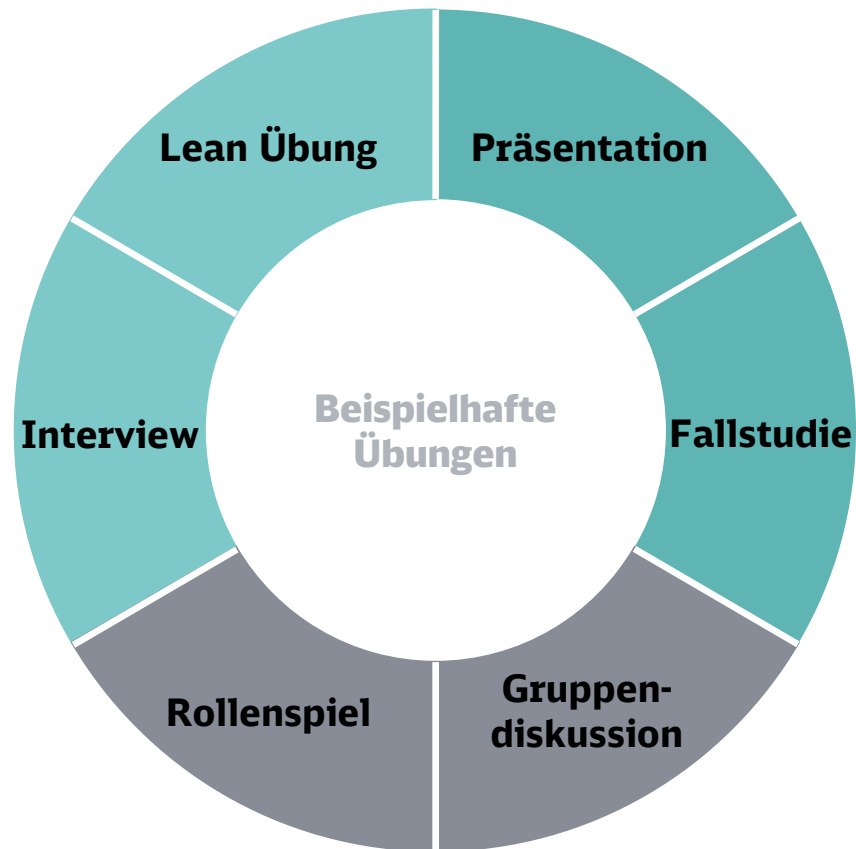 Lean Übung
Präsentation
Beispielhafte
Übungen
Interview
Fallstudie
Rollenspiel
Gruppen-
diskussion